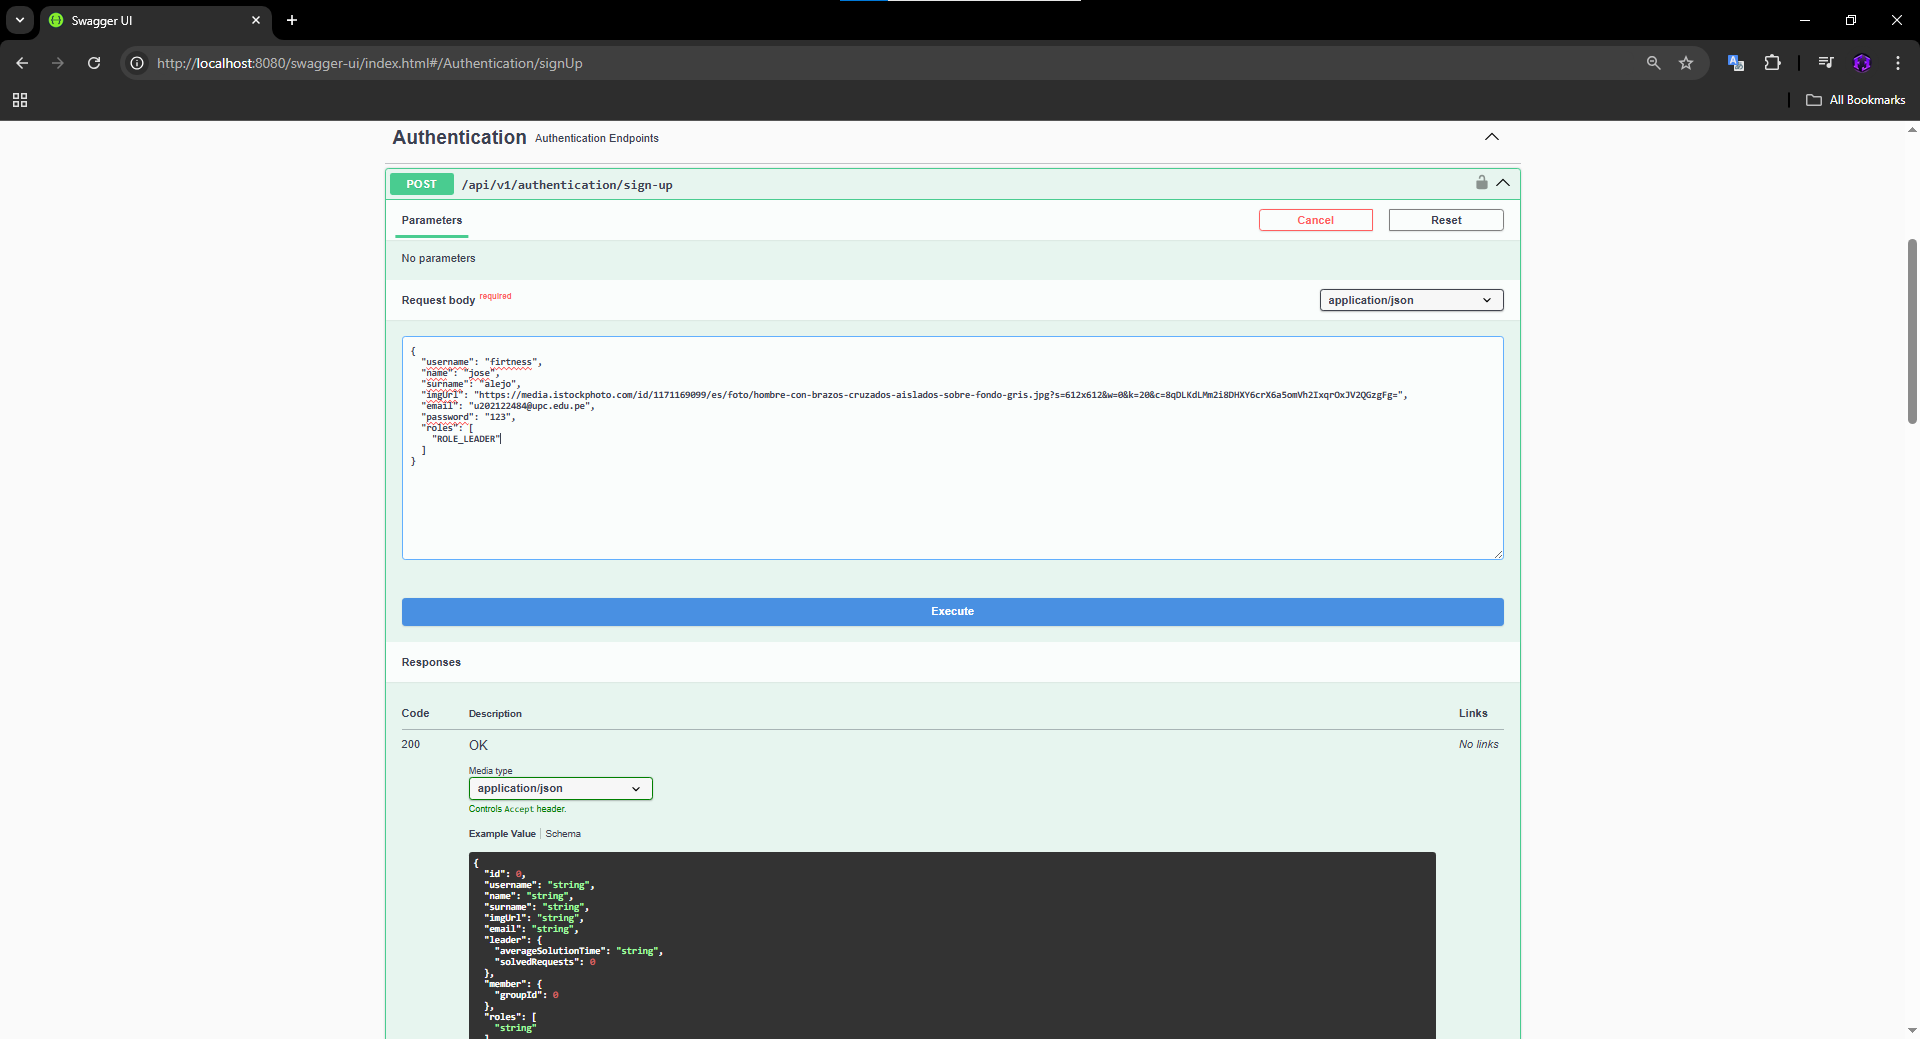 Swagger UI
http://localhost:8080/swagger-ui/index.html#/Authentication/signUp
All Bookmarks
Authentication Authentication Endpoints
POST /api/v1/authentication/sign-up
Parameters
Cancel
Reset
No parameters
Request body required
application/json
{
"username": "firtness",
"name": "jose",
"surname": "alejo",
"imgUrl": "https://media.istockphoto.com/id/1171169099/es/foto/hombre-con-brazos-cruzados-aislados-sobre-fondo-gris.jpg?s=612x612&w=0&k=20&c=8qDLKdLMm2i8DHXY6crX6a5omVh2IxqrOxJV2QGzgFg=",
"email": "u202122484@upc.edu.pe",
"password": "123",
"roles": [
"ROLE_LEADER"
]
}
Execute
Responses
Code Description Links
200 OK No links
Media type
application/json
Controls Accept header.
Example Value Schema
{
"id": 0,
"username": "string",
"name": "string",
"surname": "string",
"imgUrl": "string",
"email": "string",
"leader": {
"averageSolutionTime": "string",
"solvedRequests": 0
},
"member": {
"groupId": 0
},
"roles": [
"string"
]